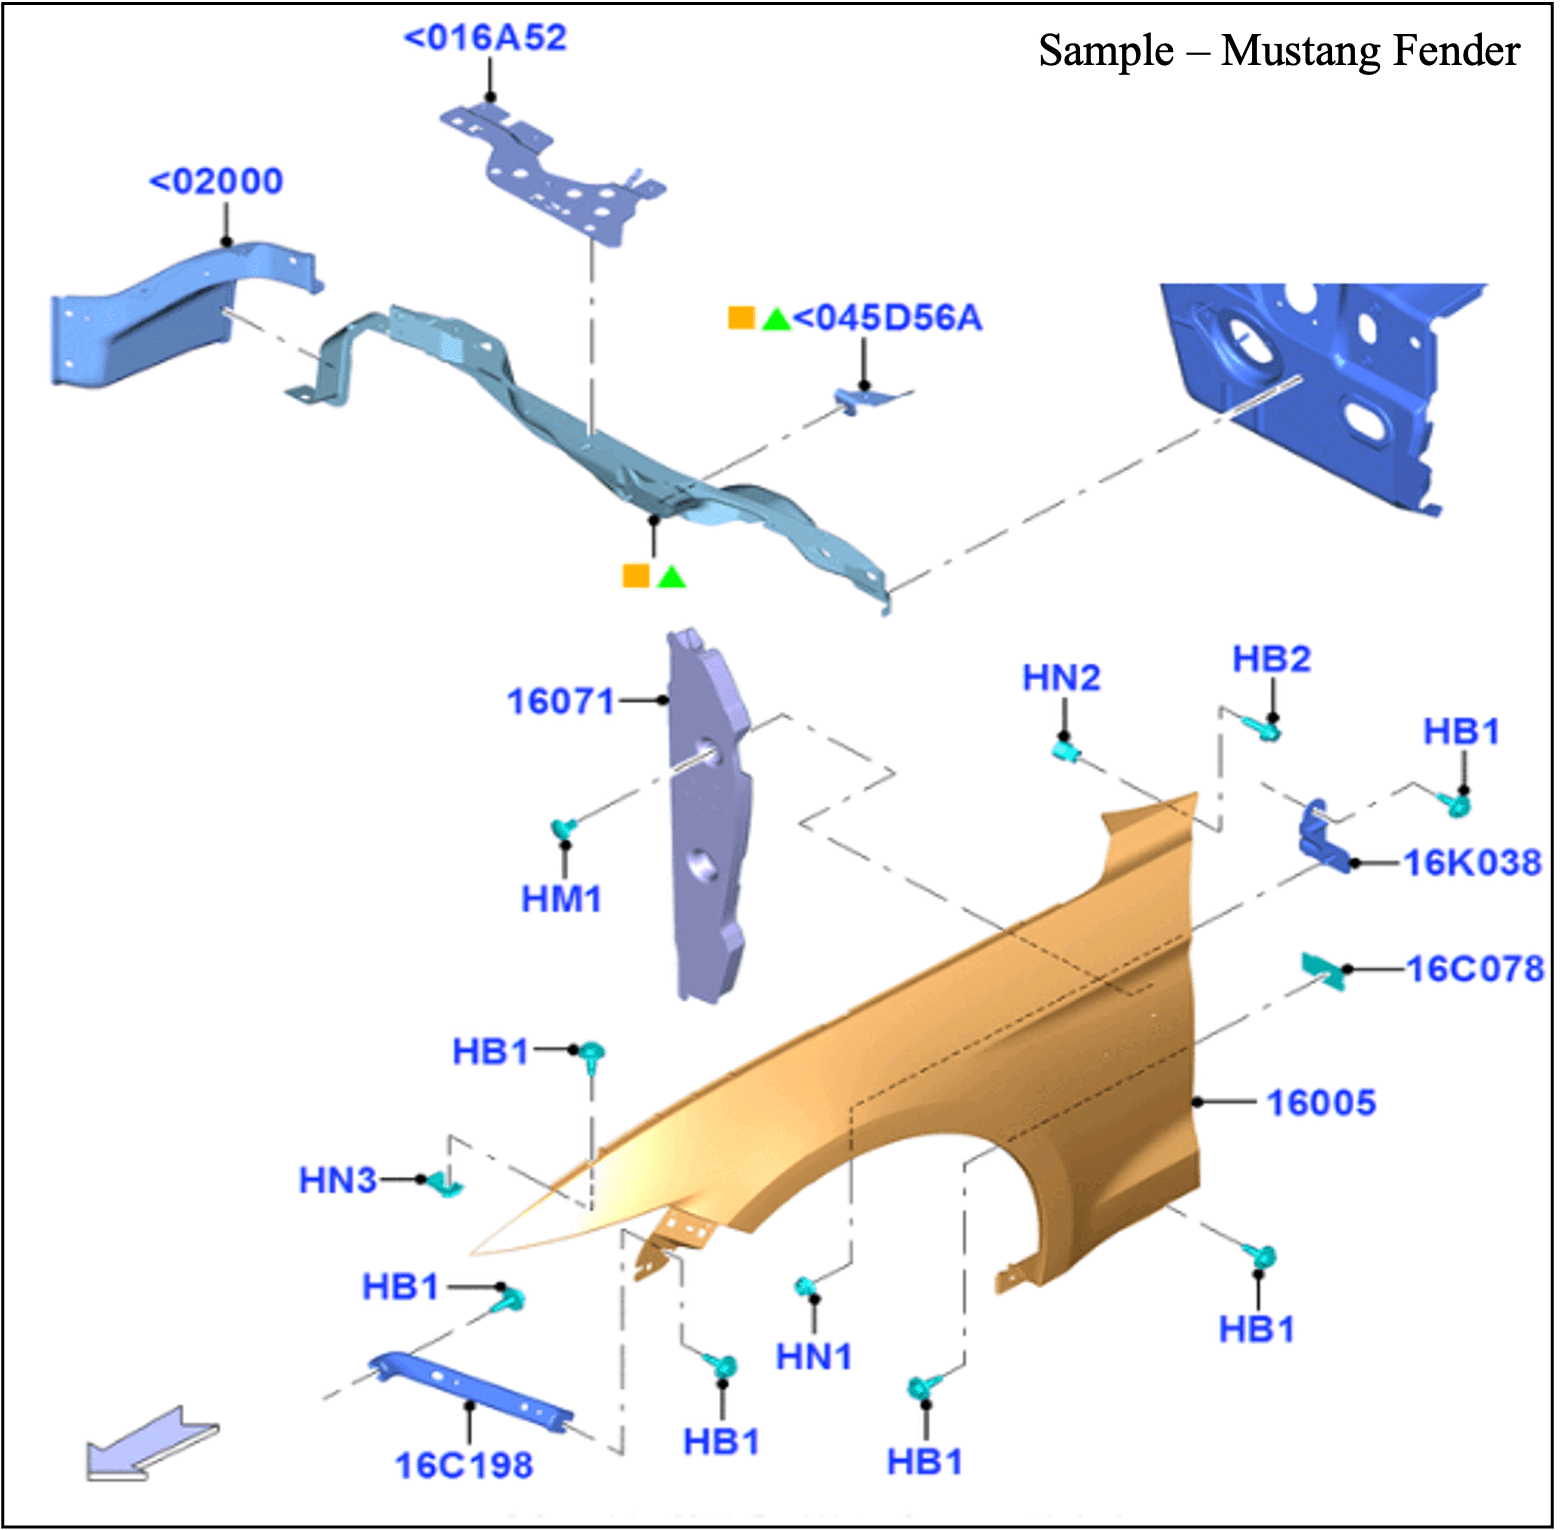 <016A52
Sample – Mustang Fender
<02000
<045D56A
16071
HN2
HB2
HB1
HM1
16K038
16C078
HB1
16005
HN3
HB1
HN1
HB1
HB1
HB1
16C198